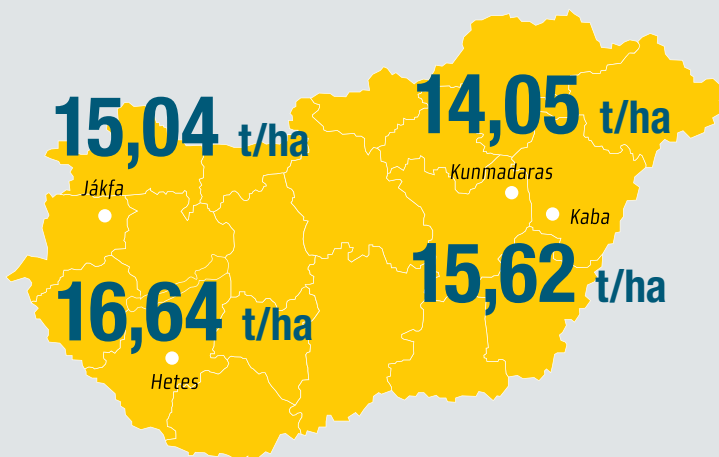 15,04 t/ha
Jákfa
14,05 t/ha
Kunmadaras
Kaba
15,62 t/ha
16,64 t/ha
Hetes